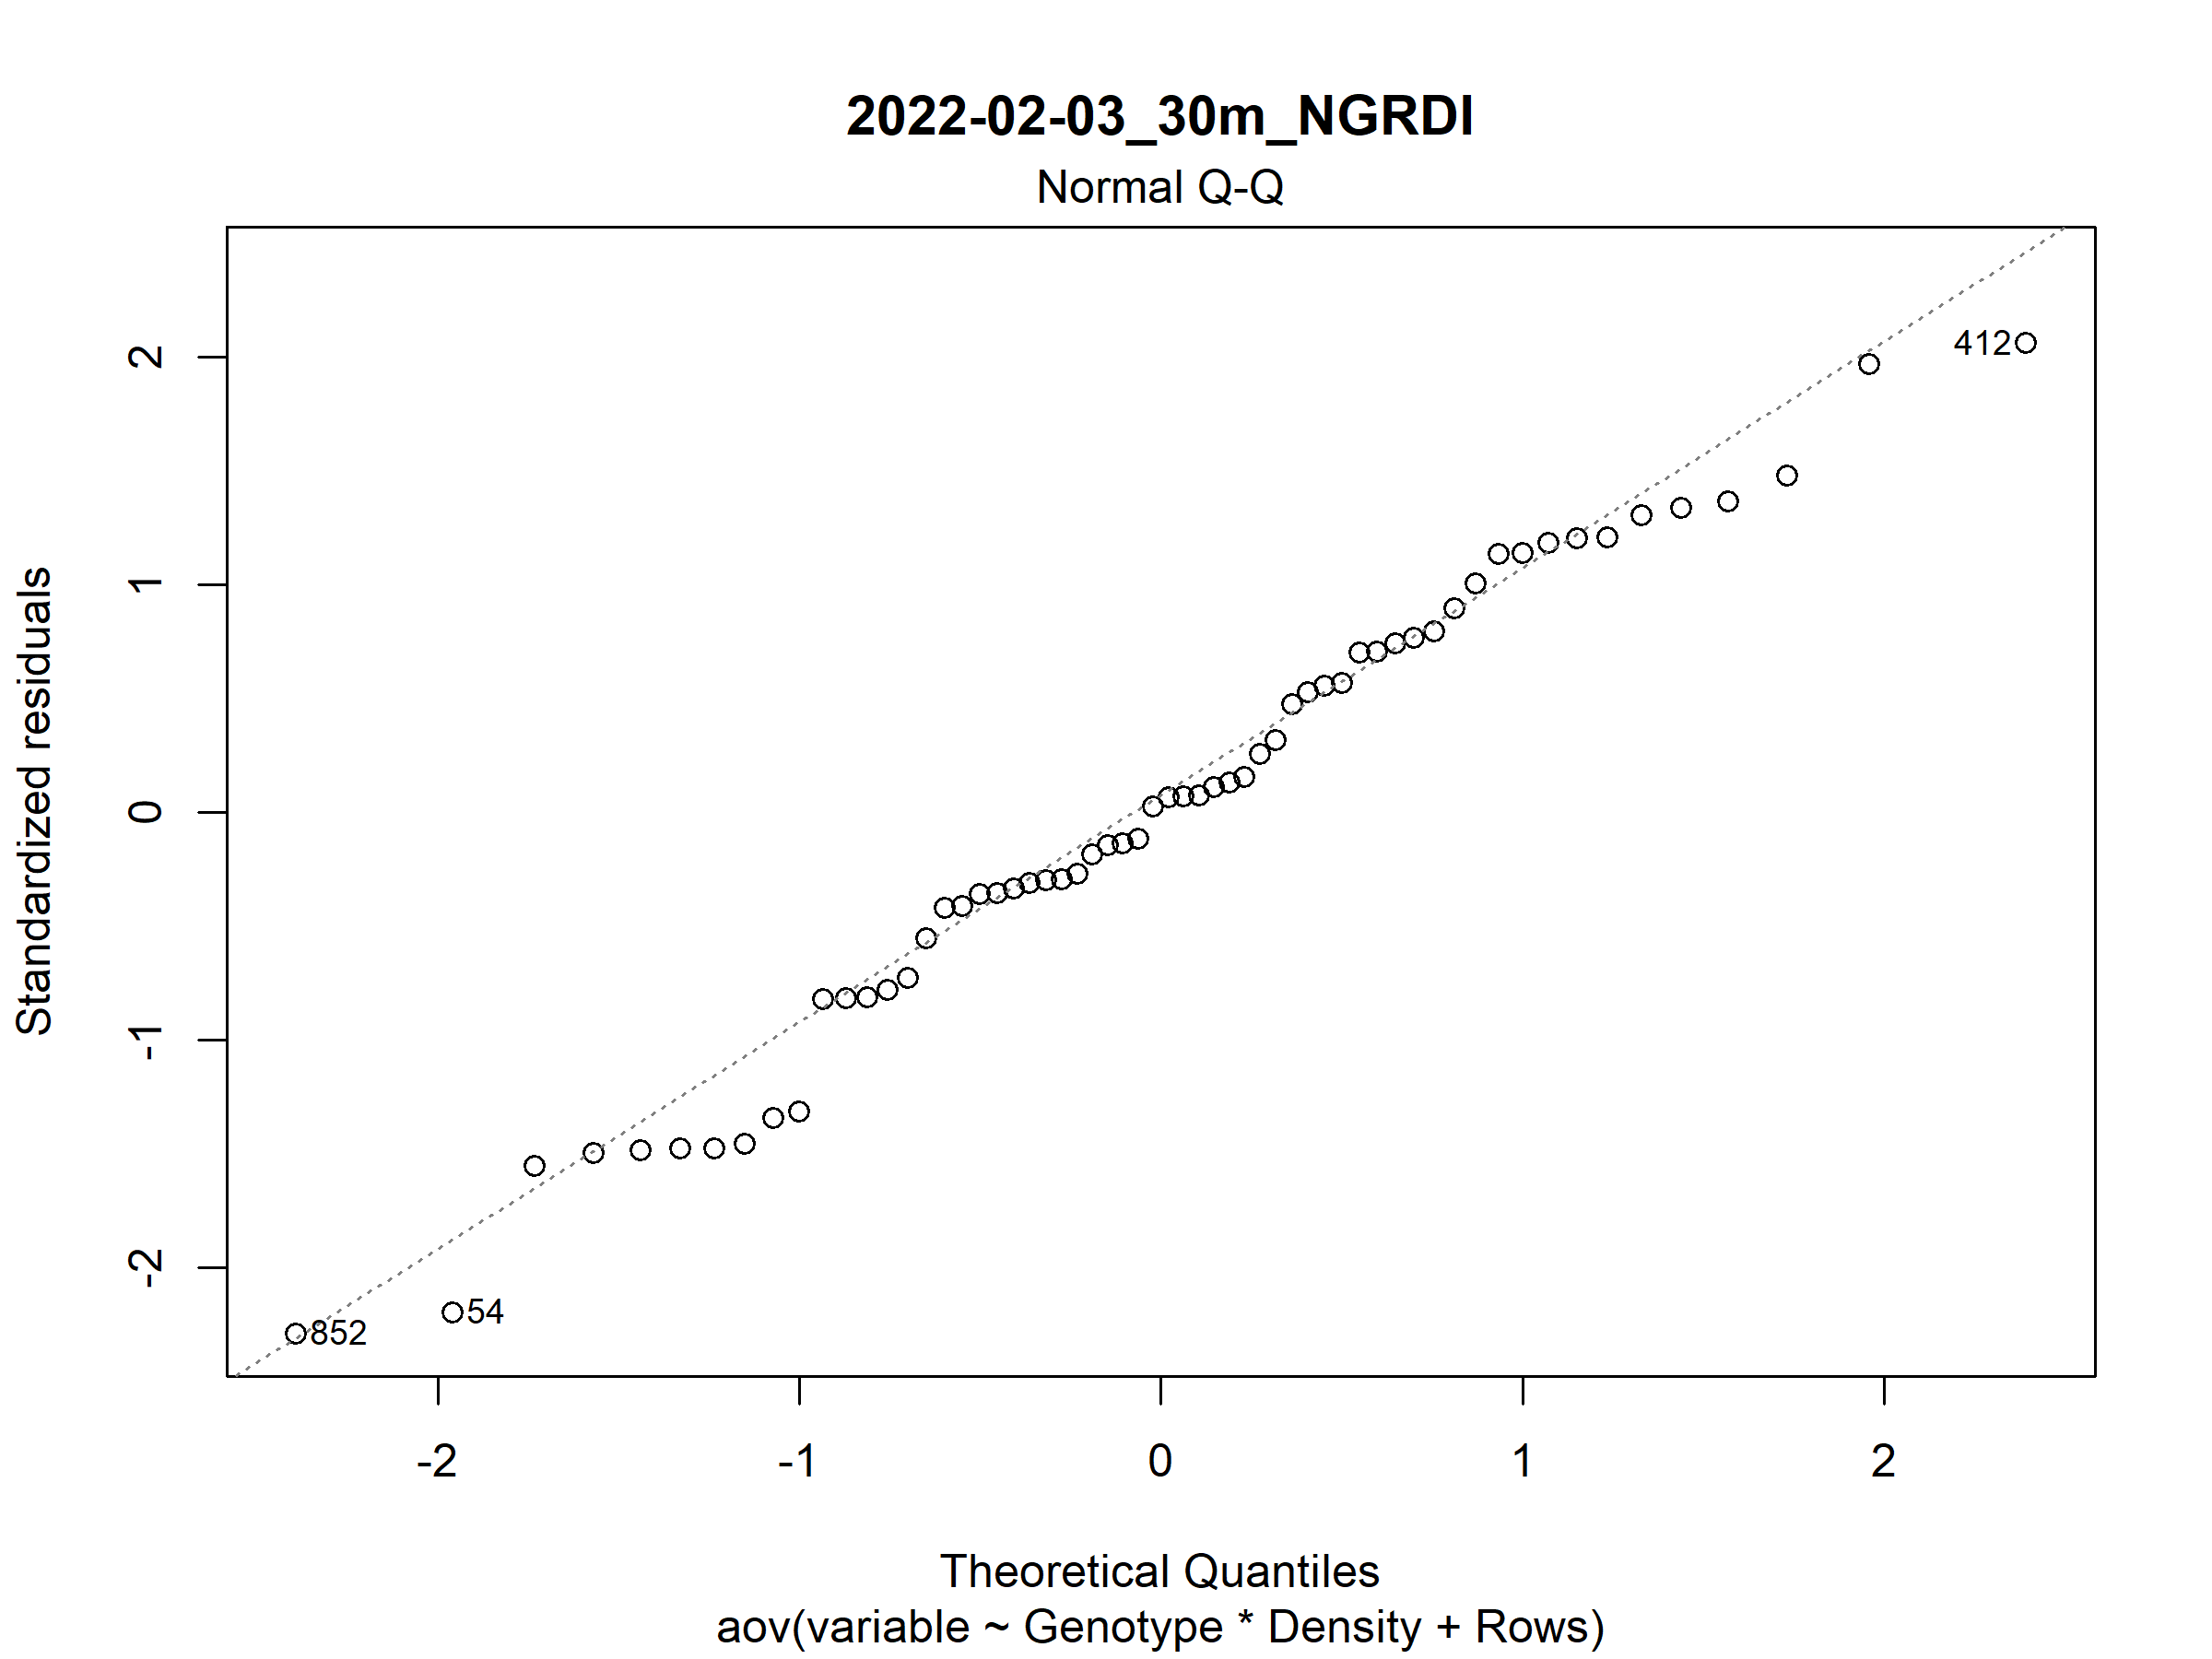 2022-02-03_30m_NGRDI
Normal Q-Q
Standardized residuals
2
1
0
-1
-2
412
54
852
-2
-1
0
1
2
Theoretical Quantiles
aov(variable ~ Genotype * Density + Rows)